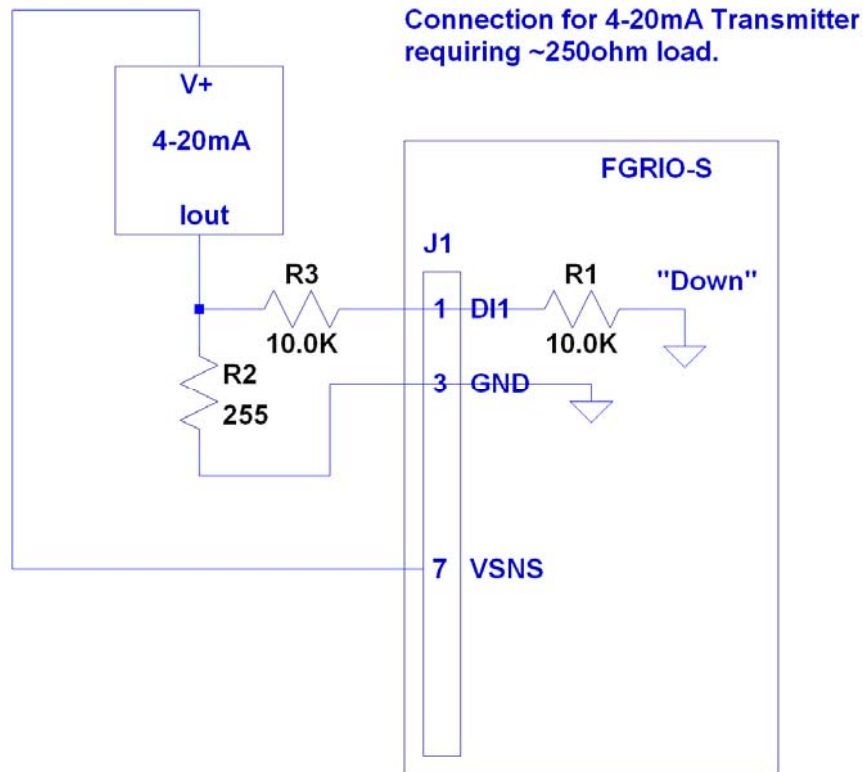 Connection for 4-20mA Transmitter
requiring ~250ohm load.
V+
4-20mA
Iout
FGRIO-S
J1
R3
10.0K
1
DI1
R1
10.0K
"Down"
R2
255
3
GND
7
VSNS